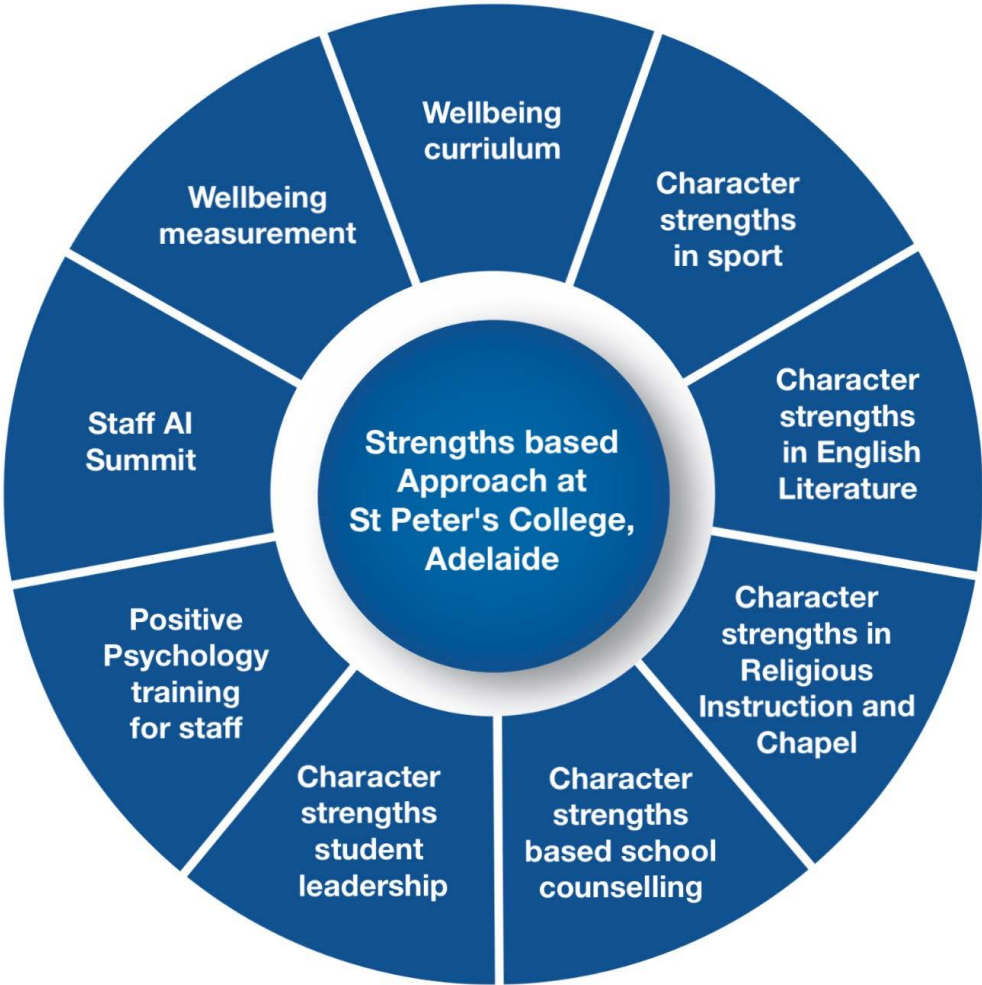 Wellbeing
curriulum
Character
strengths
in sport
Character
strengths
in English
Literature
Character
strengths in
Religious
Instruction and
Chapel
Character
strengths
based school
counselling
Character
strengths
student
leadership
Positive
Psychology
training
for staff
Staff AI
Summit
Wellbeing
measurement
Strengths based
Approach at
St Peter's College,
Adelaide